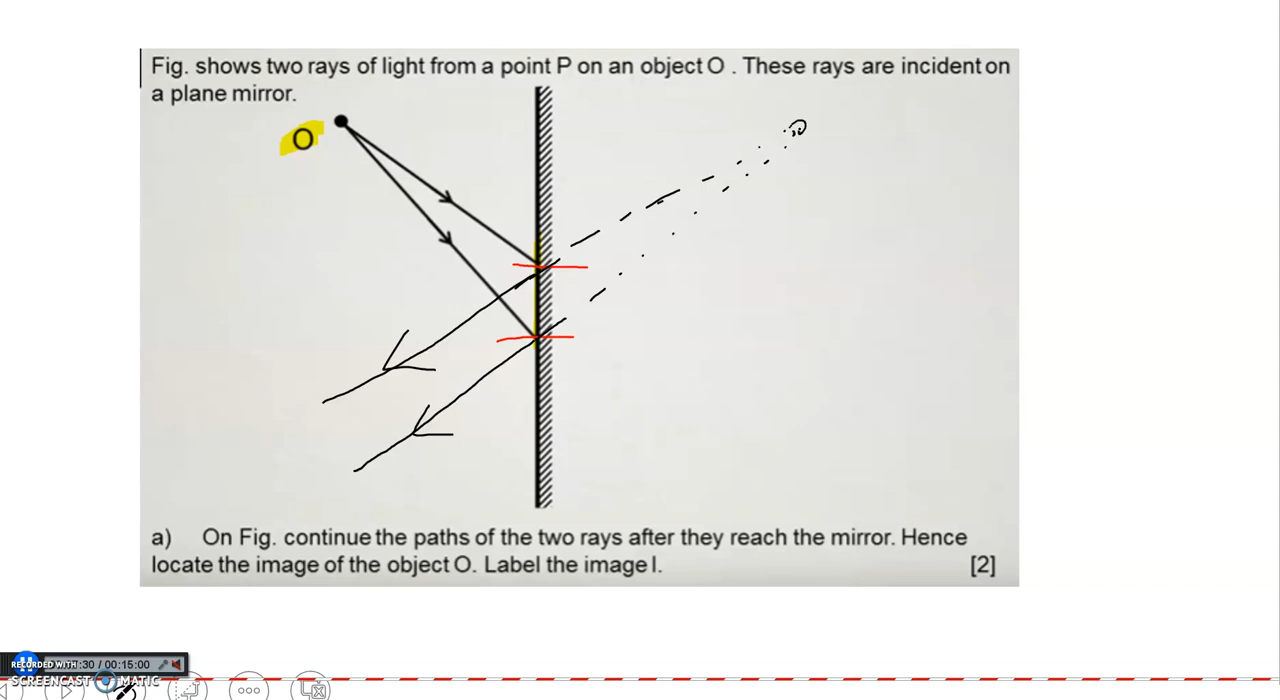 Fig. shows two rays of light from a point P on an object O . These rays are incident on
a plane mirror.
O
a) On Fig. continue the paths of the two rays after they reach the mirror. Hence
locate the image of the object O. Label the image I. [2]
RECORDED WITH :30 / 00:15:00
SCREENCAST MATIC